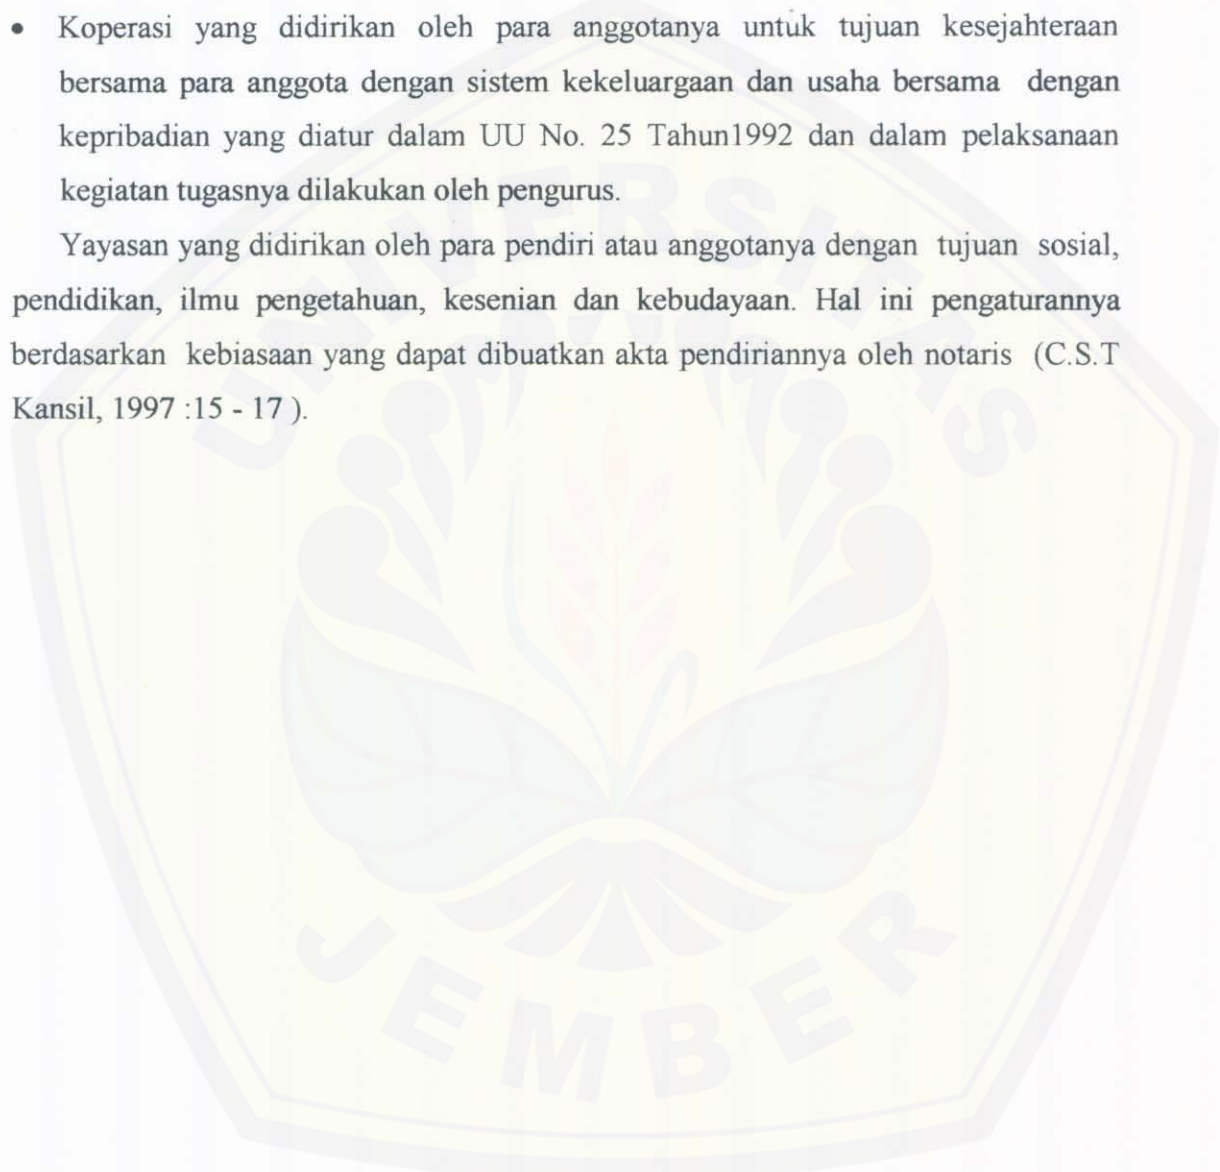 • Koperasi yang didirikan oleh para anggotanya untuk tujuan kesejahteraan
bersama para anggota dengan sistem kekeluargaan dan usaha bersama dengan
kepribadian yang diatur dalam UU No. 25 Tahun1992 dan dalam pelaksanaan
kegiatan tugasnya dilakukan oleh pengurus.
Yayasan yang didirikan oleh para pendiri atau anggotanya dengan tujuan sosial,
pendidikan, ilmu pengetahuan, kesenian dan kebudayaan. Hal ini pengaturannya
berdasarkan kebiasaan yang dapat dibuatkan akta pendiriannya oleh notaris (C.S.T
Kansil, 1997 :15 - 17 ).
UNIVERSITAS
JEMBER